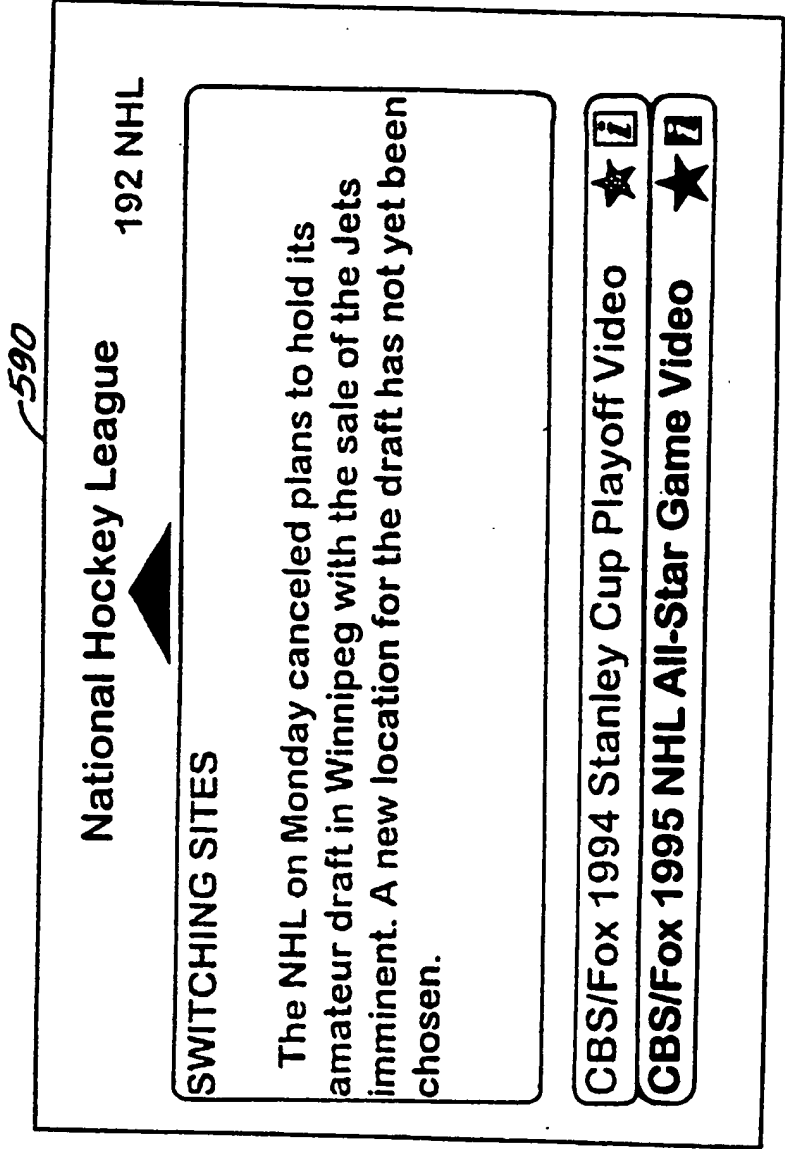 590
National Hockey League
192 NHL
SWITCHING SITES
The NHL on Monday canceled plans to hold its
amateur draft in Winnipeg with the sale of the Jets
imminent. A new location for the draft has not yet been
chosen.
CBS/Fox 1994 Stanley Cup Playoff Video i
CBS/Fox 1995 NHL All-Star Game Video i